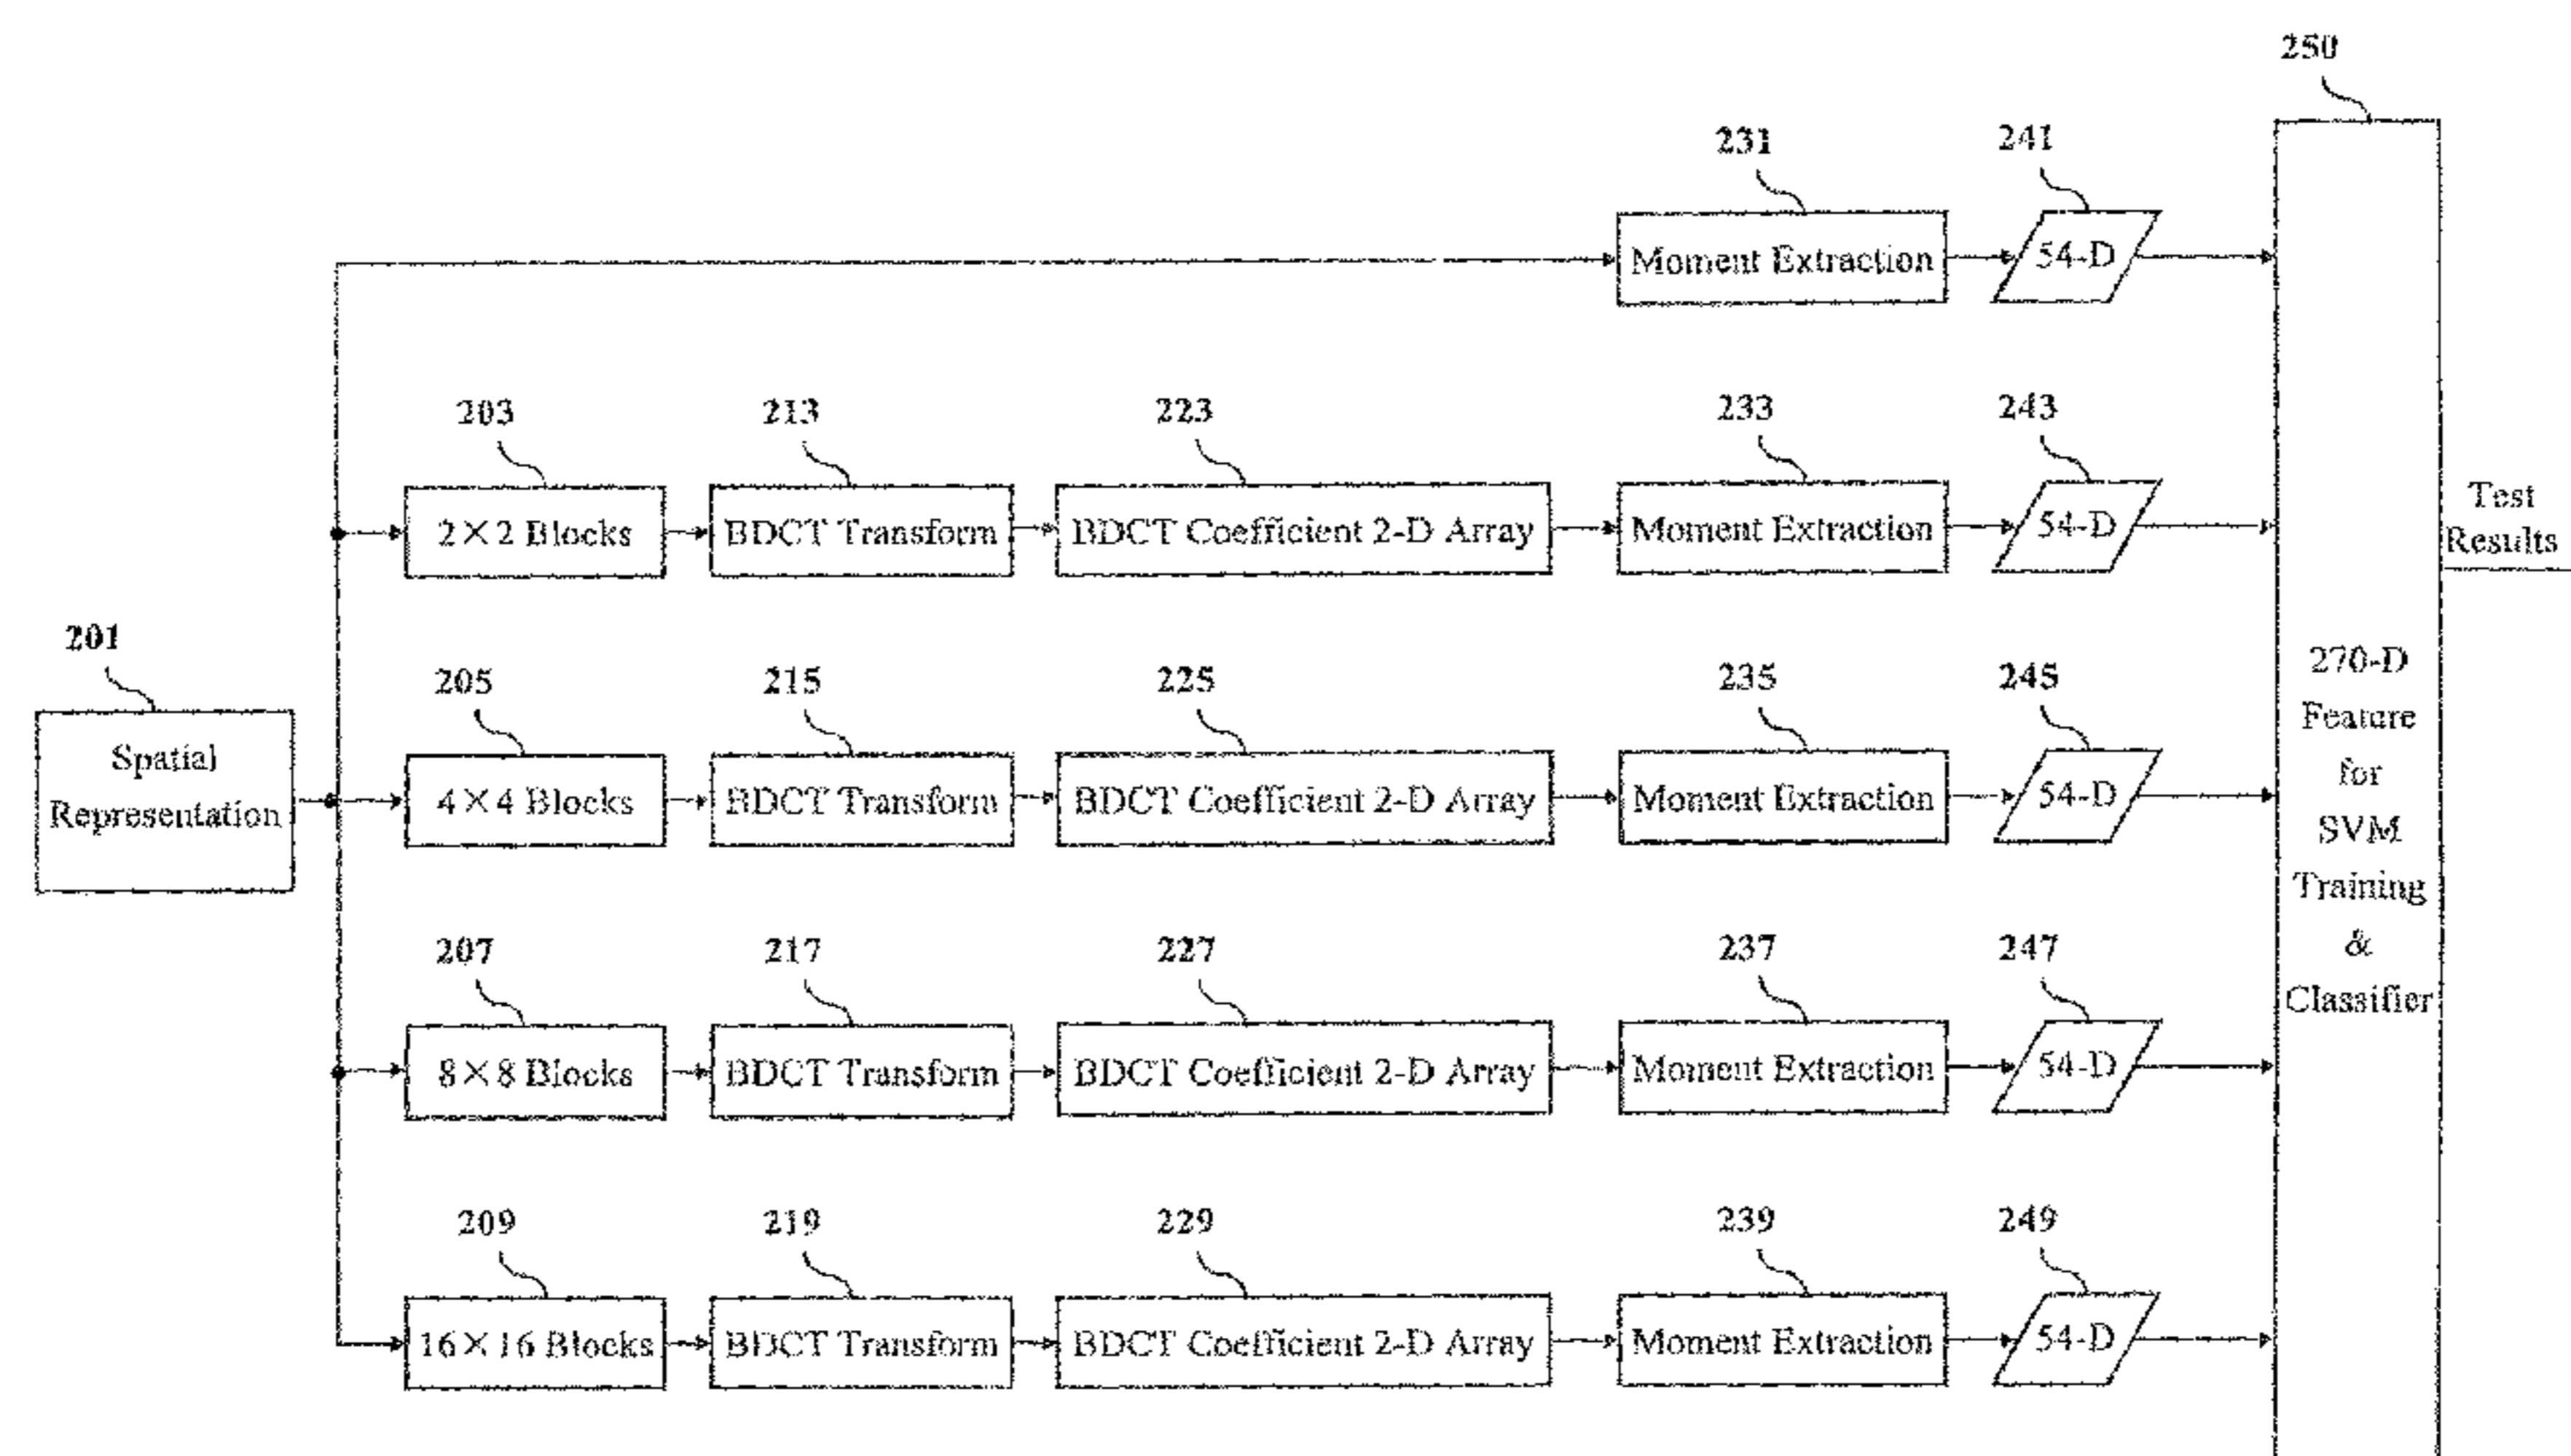 250
231
241
Moment Extraction
54-D
203
213
223
233
243
2×2 Blocks
BDCT Transform
BDCT Coefficient 2-D Array
Moment Extraction
54-D
Test
Results
201
Spatial
Representation
205
215
225
235
245
4×4 Blocks
BDCT Transform
BDCT Coefficient 2-D Array
Moment Extraction
54-D
270-D
Feature
for
SVM
Training
&
Classifier
207
217
227
237
247
8×8 Blocks
BDCT Transform
BDCT Coefficient 2-D Array
Moment Extraction
54-D
209
219
229
239
249
16×16 Blocks
BDCT Transform
BDCT Coefficient 2-D Array
Moment Extraction
54-D